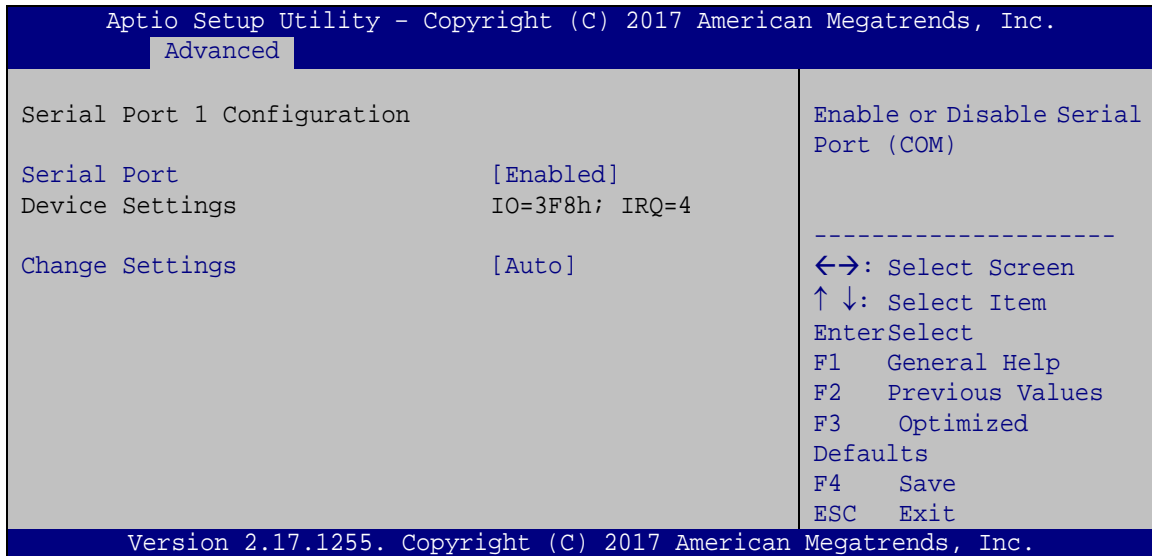 Aptio Setup Utility – Copyright (C) 2017 American Megatrends, Inc.
Advanced
Serial Port 1 Configuration
Serial Port [Enabled]
Device Settings IO=3F8h; IRQ=4
Change Settings [Auto]
Enable or Disable Serial
Port (COM)
---------------------
←→: Select Screen
↑ ↓: Select Item
EnterSelect
F1 General Help
F2 Previous Values
F3 Optimized
Defaults
F4 Save
ESC Exit
Version 2.17.1255. Copyright (C) 2017 American Megatrends, Inc.